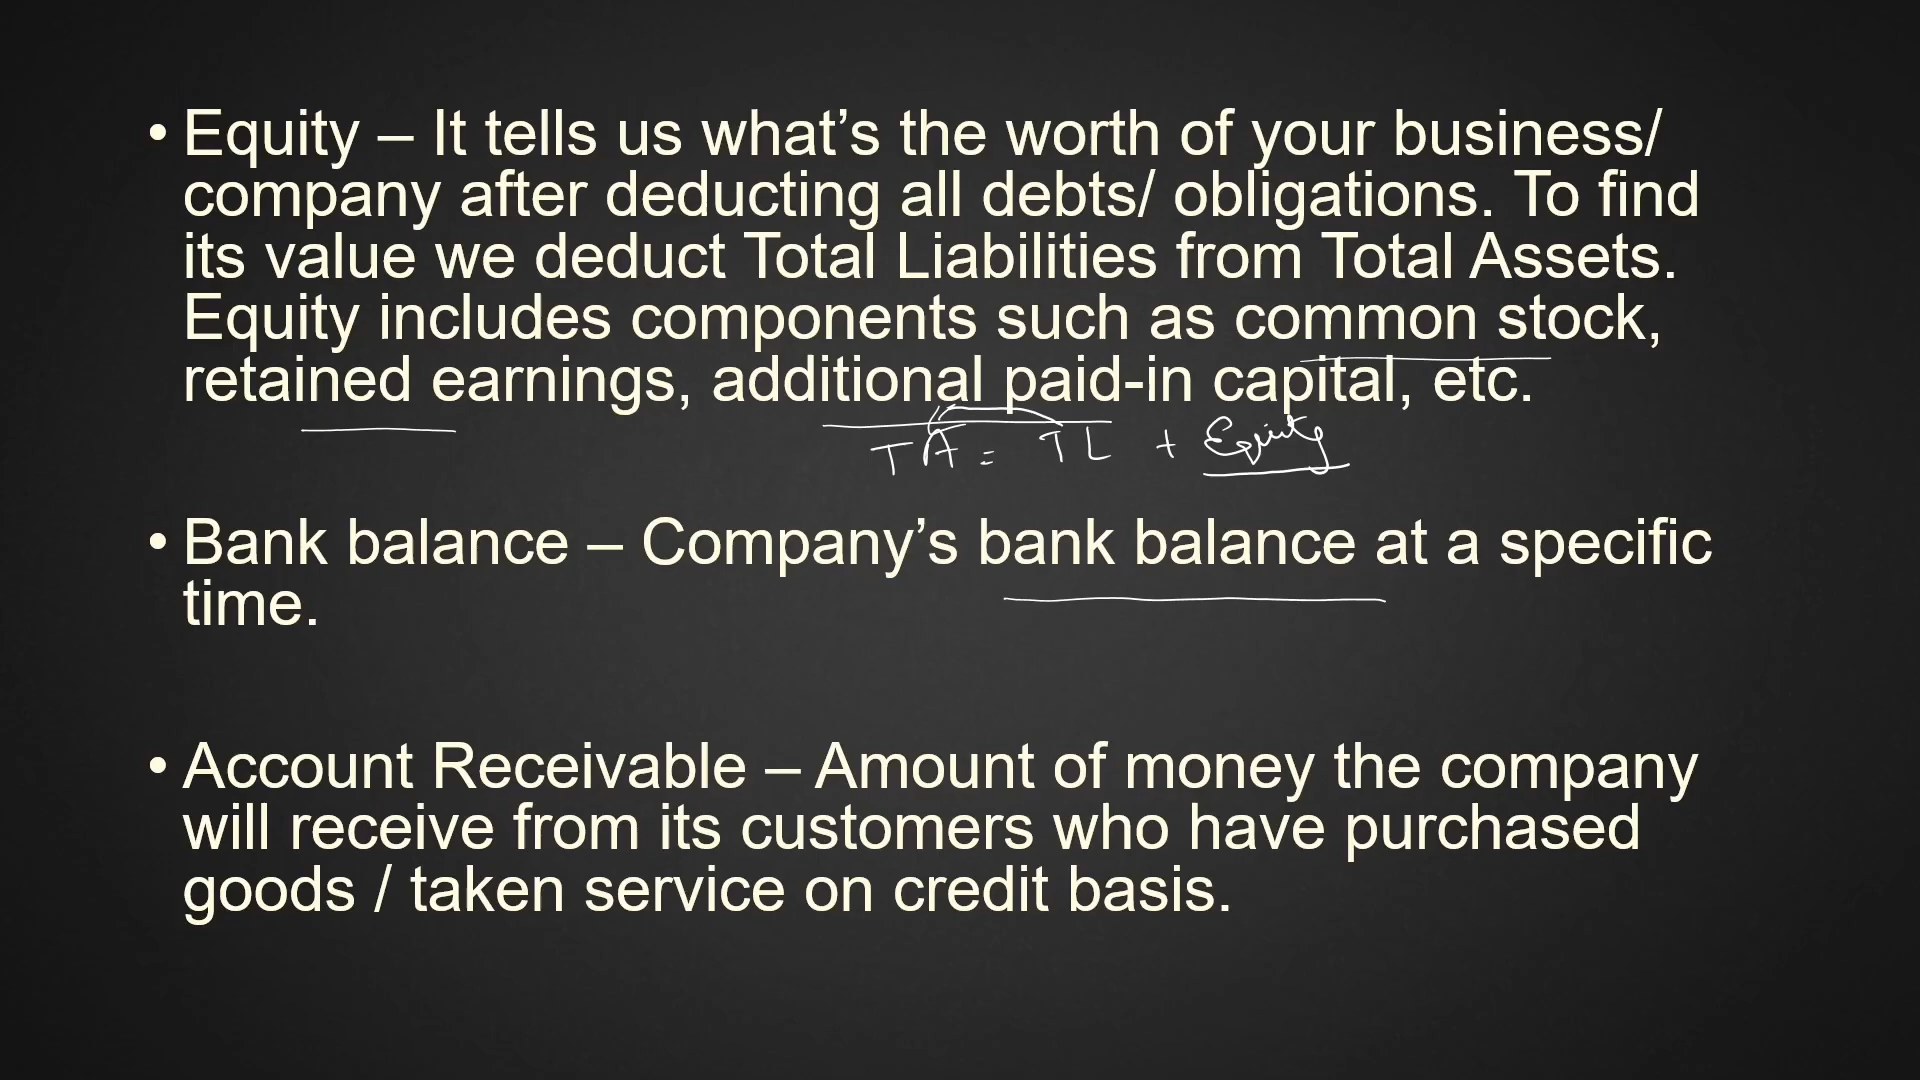 • Equity – It tells us what’s the worth of your business/
company after deducting all debts/ obligations. To find
its value we deduct Total Liabilities from Total Assets.
Equity includes components such as common stock,
retained earnings, additional paid-in capital, etc.
TA = TL + Equity
• Bank balance – Company’s bank balance at a specific
time.
• Account Receivable – Amount of money the company
will receive from its customers who have purchased
goods / taken service on credit basis.